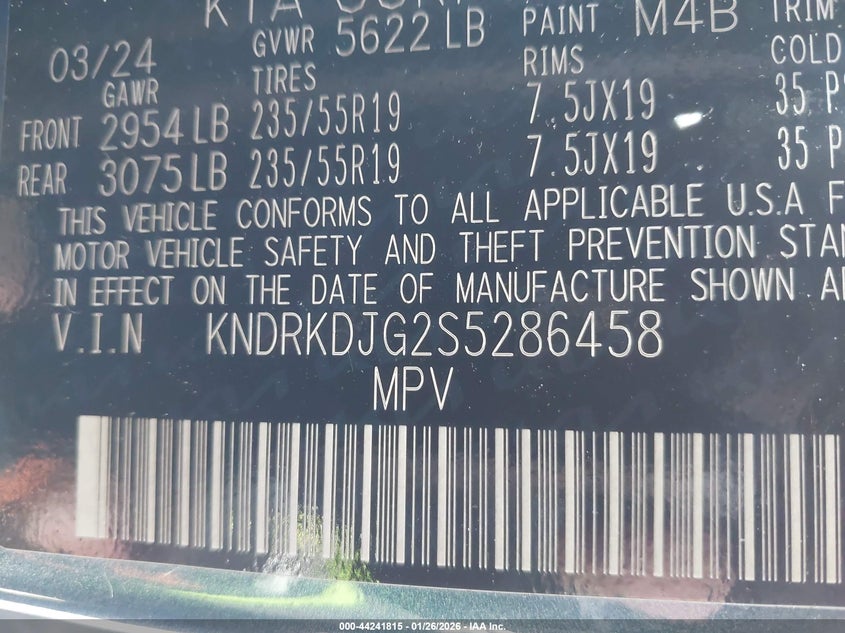 KIA
03/24 GVWR 5622 LB PAINT M4B TRIM
GAWR TIRES RIMS COLD
FRONT 2954 LB 235/55R19 7.5JX19 35
REAR 3075 LB 235/55R19 7.5JX19 35
THIS VEHICLE CONFORMS TO ALL APPLICABLE U.S.A
MOTOR VEHICLE SAFETY AND THEFT PREVENTION
IN EFFECT ON THE DATE OF MANUFACTURE SHOWN
V.I.N KNDRKDJG2S5286458
MPV
000-44241815 - 01/26/2026 - IAA Inc.